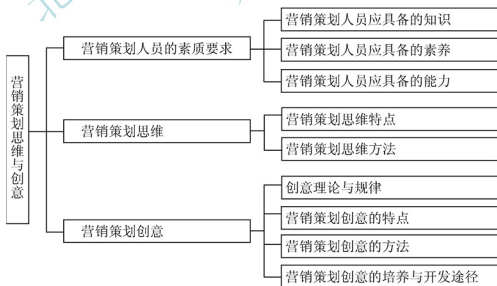 营销策划思维与创意
营销策划人员的素质要求
营销策划人员应具备的知识
营销策划人员应具备的素养
营销策划人员应具备的能力
营销策划思维
营销策划思维特点
营销策划思维方法
营销策划创意
创意理论与规律
营销策划创意的特点
营销策划创意的方法
营销策划创意的培养与开发途径